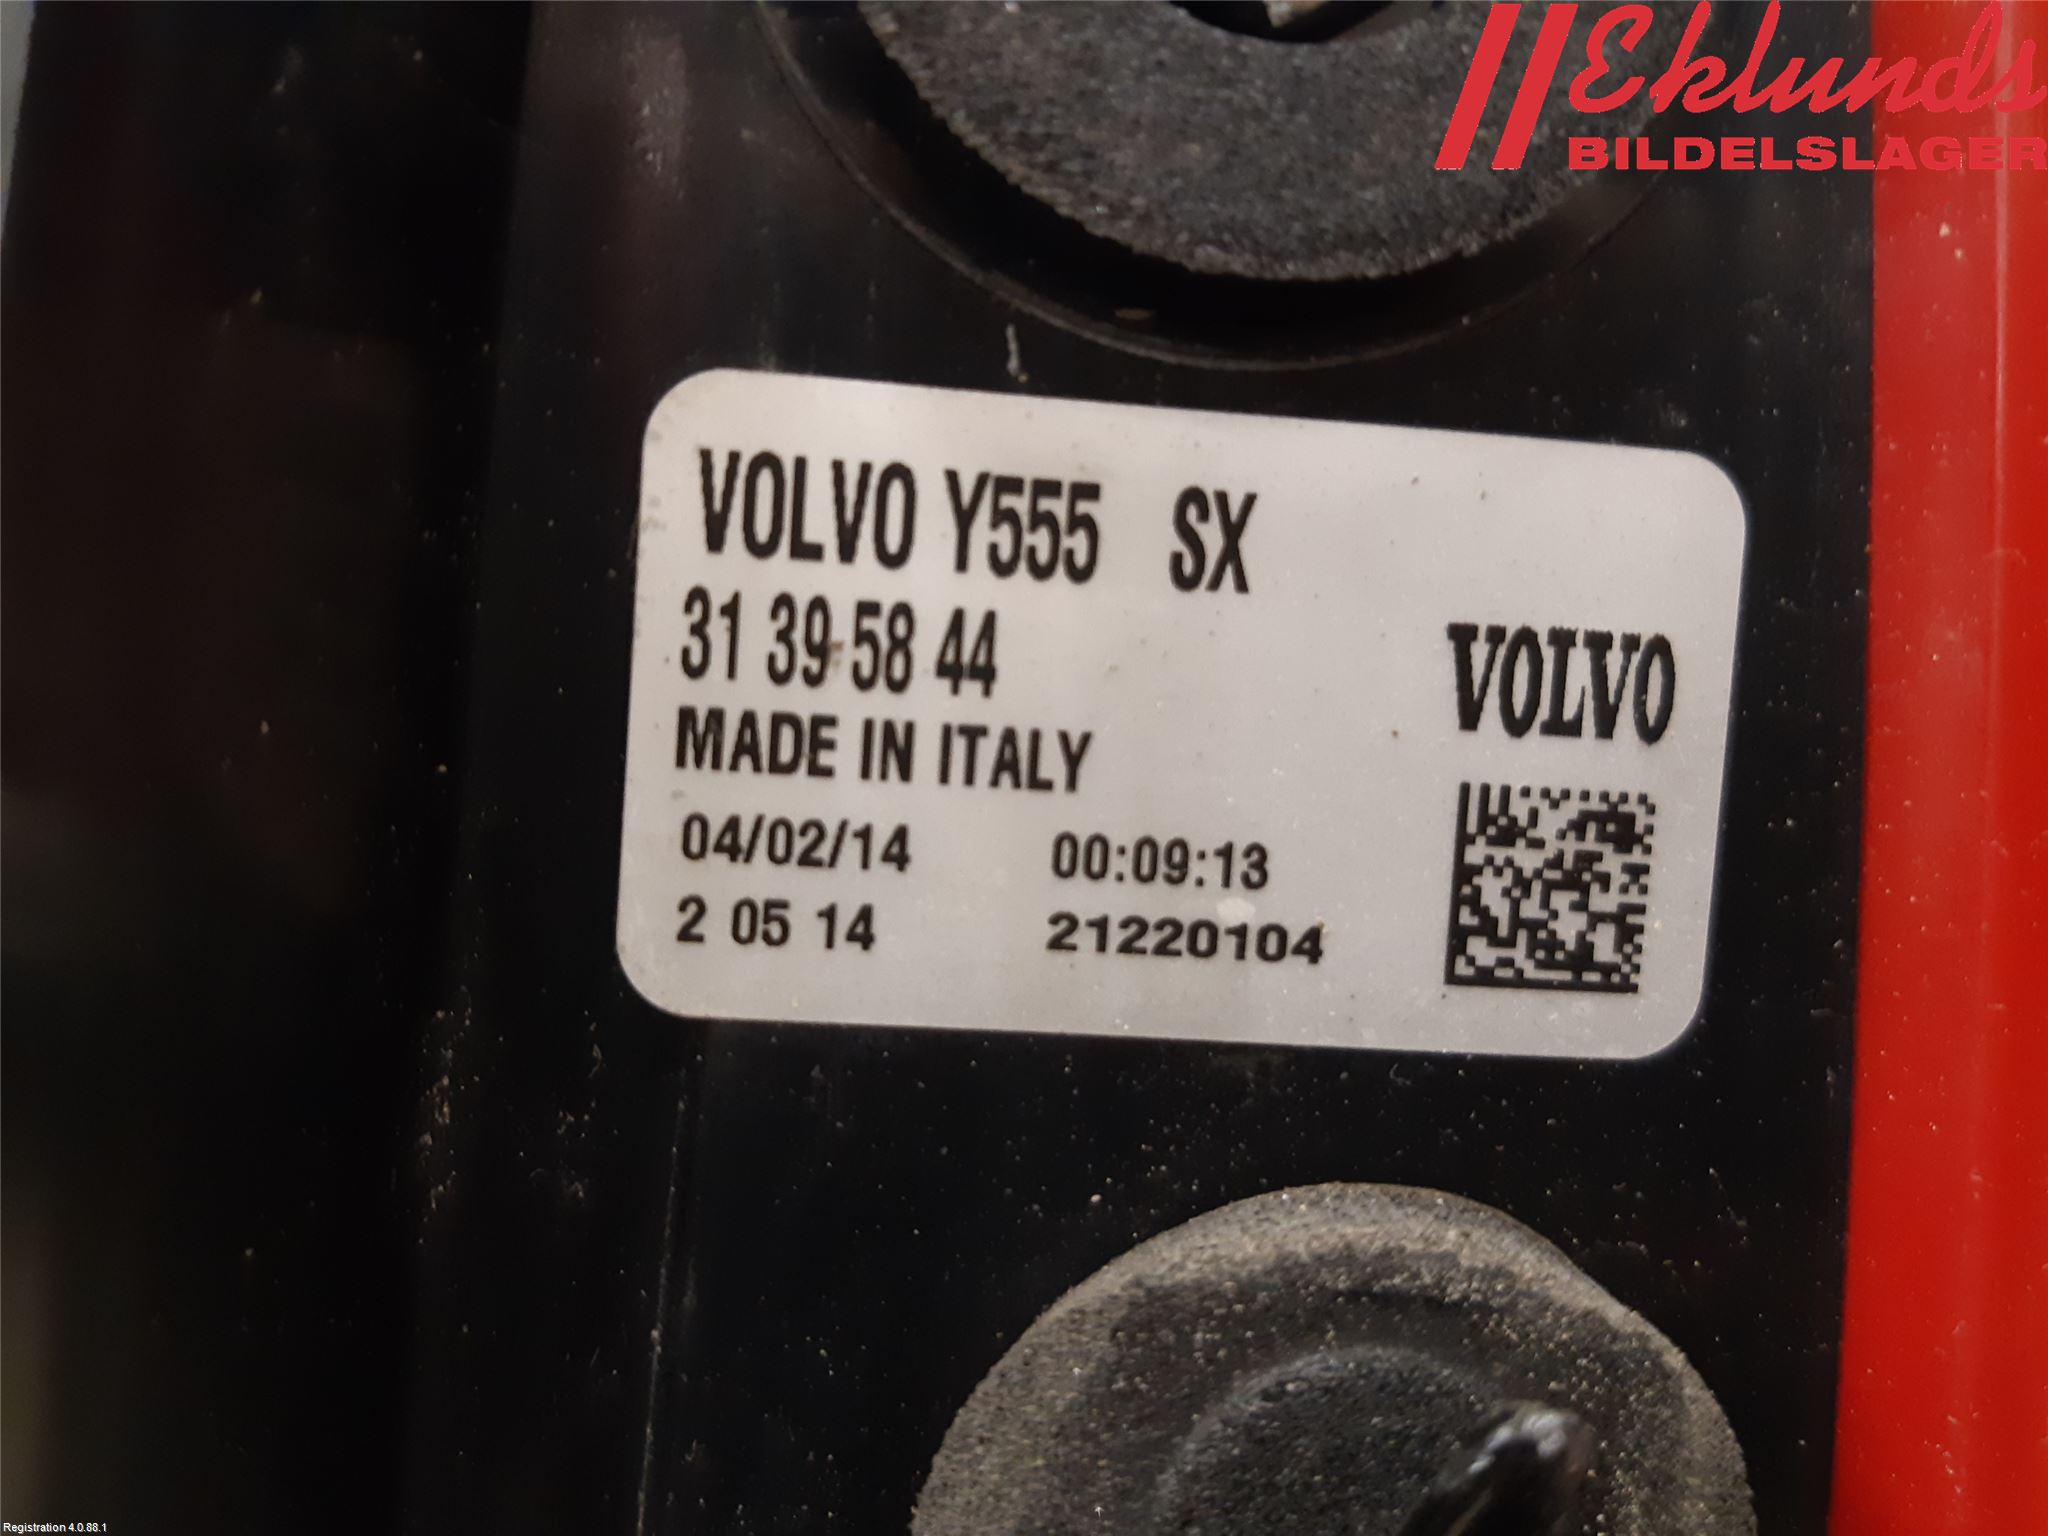 Eklunds
BILDELSLAGER
VOLVO Y555 SX
31 39 58 44
VOLVO
MADE IN ITALY
04/02/14 00:09:13
2 05 14 21220104
Registration 4.0.88.1